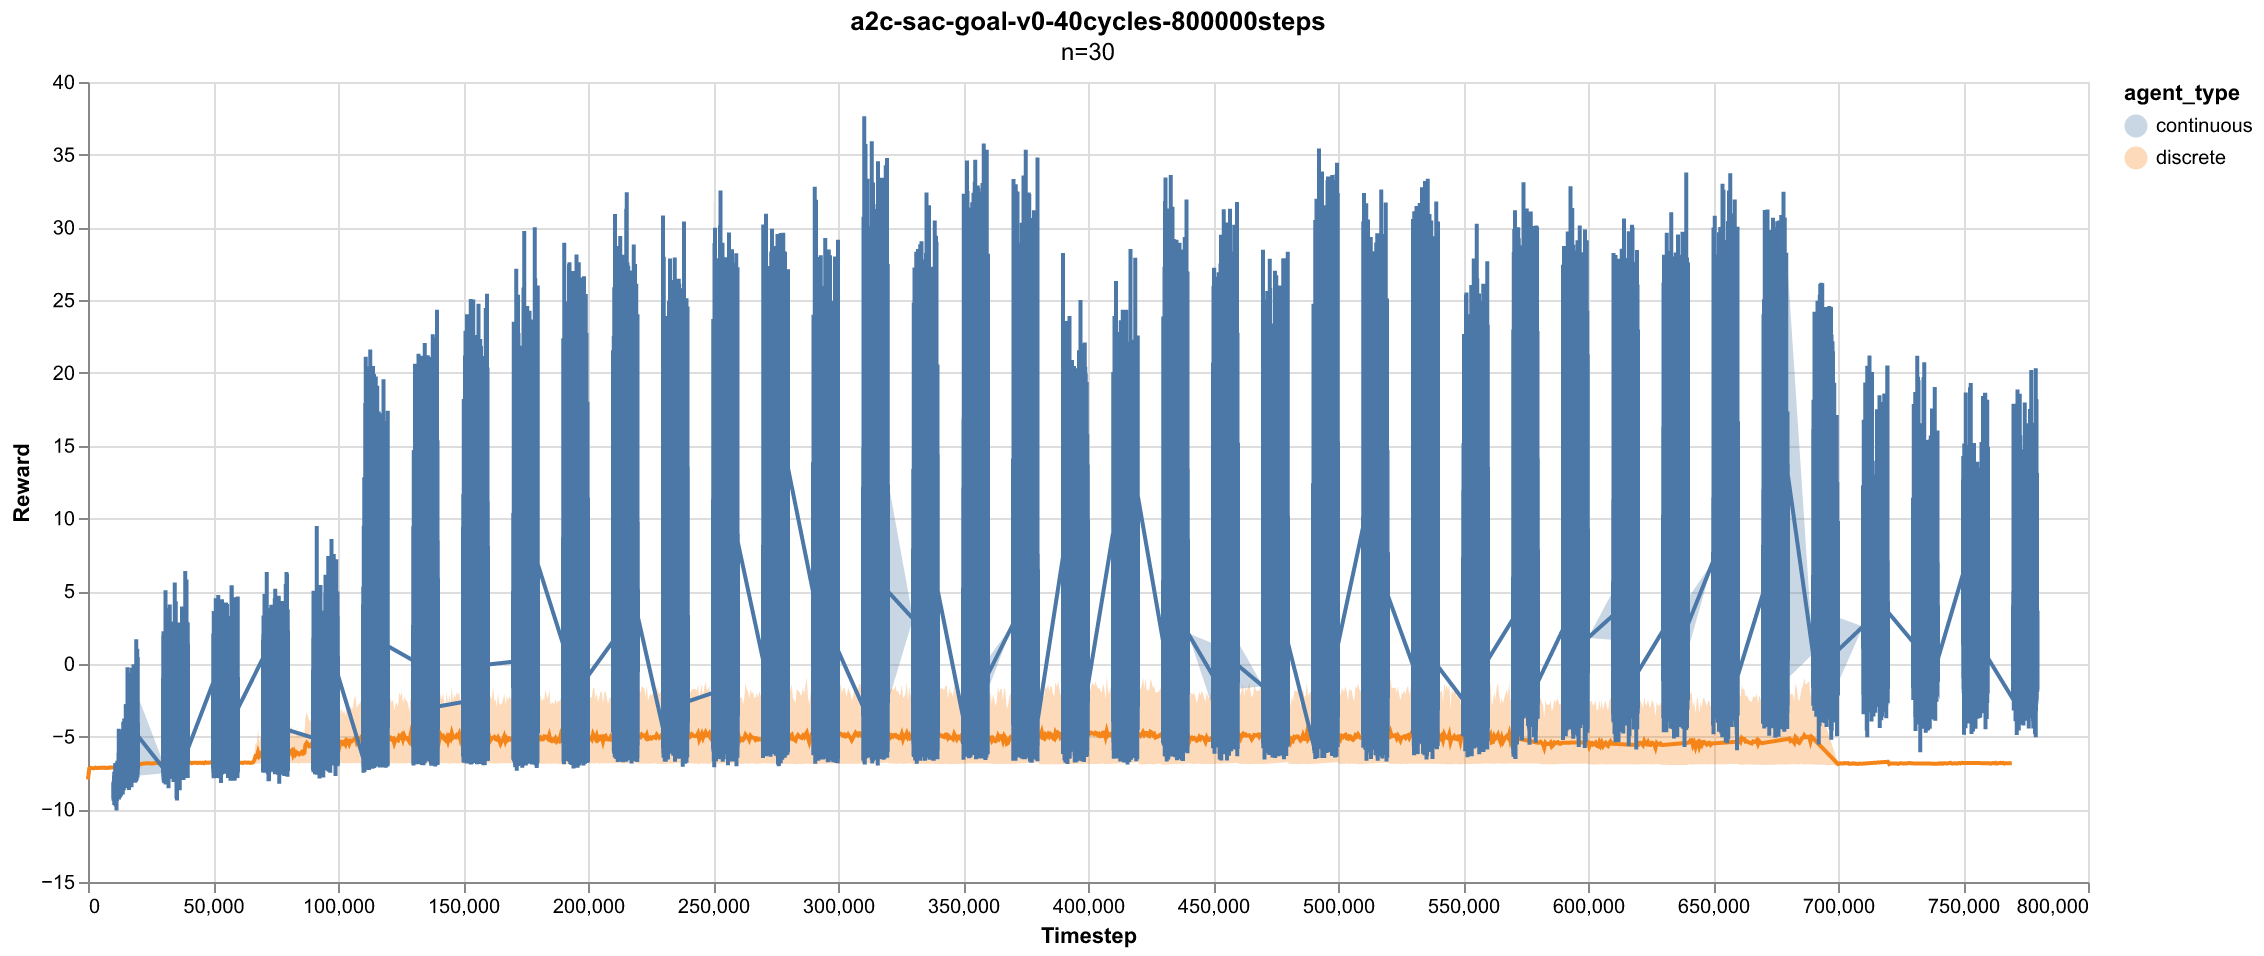 a2c-sac-goal-v0-40cycles-800000steps
n=30
40
35
30
25
20
15
10
5
0
−5
−10
−15
Reward
0 50,000 100,000 150,000 200,000 250,000 300,000 350,000 400,000 450,000 500,000 550,000 600,000 650,000 700,000 750,000 800,000
Timestep
agent_type
continuous
discrete